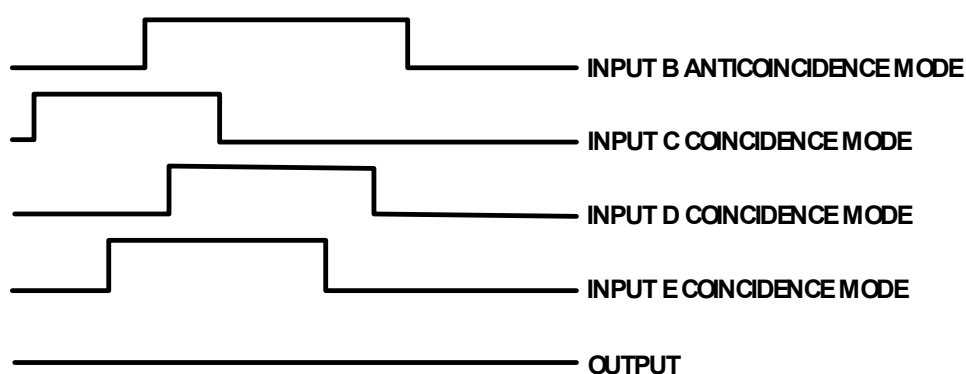 INPUT B ANTICOINCIDENCE MODE
INPUT C COINCIDENCE MODE
INPUT D COINCIDENCE MODE
INPUT E COINCIDENCE MODE
OUTPUT